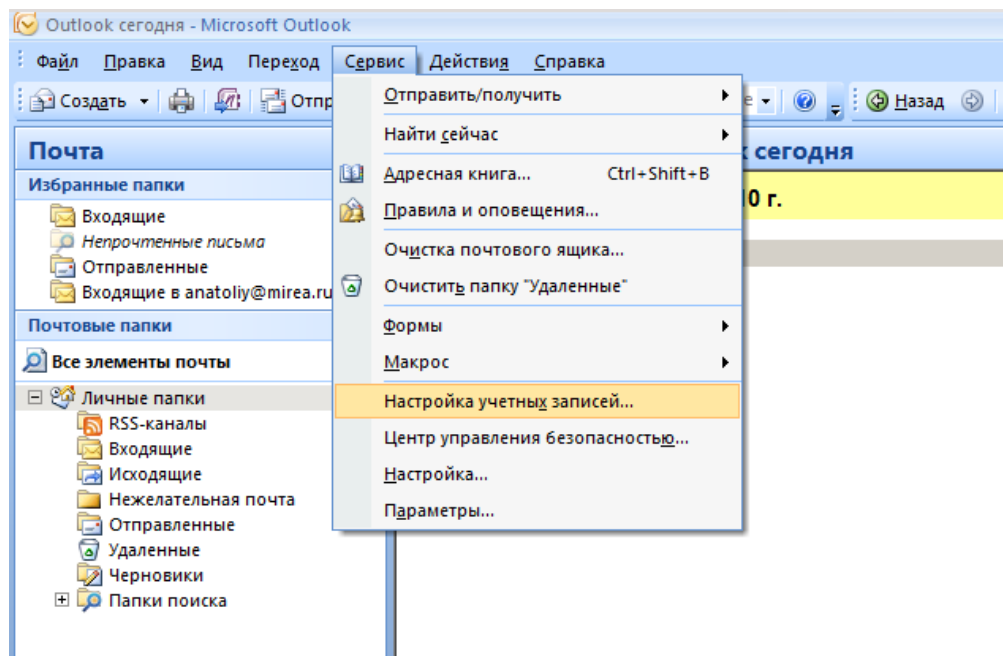 Outlook сегодня - Microsoft Outlook
Файл Правка Вид Переход Сервис Действия Справка
Создать Назад
Почта
сегодня
Избранные папки
Входящие
Непрочтенные письма
Отправленные
Входящие в anatoliy@mirea.ru
Почтовые папки
Все элементы почты
Личные папки
RSS-каналы
Входящие
Исходящие
Нежелательная почта
Отправленные
Удаленные
Черновики
Папки поиска
Отправить/получить
Найти сейчас
Адресная книга... Ctrl+Shift+B
Правила и оповещения...
Очистка почтового ящика...
Очистить папку "Удаленные"
Формы
Макрос
Настройка учетных записей...
Центр управления безопасностью...
Настройка...
Параметры...
г.